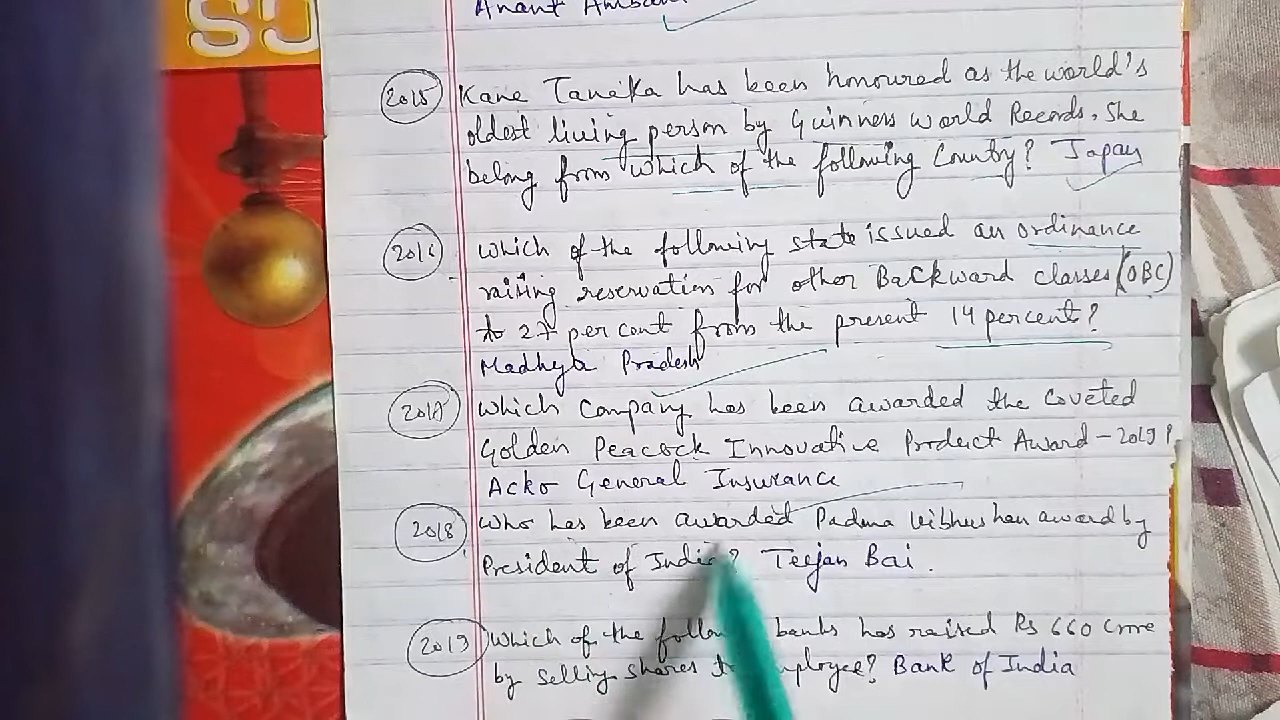 Anant Ambani
2015 Kane Taneka has been honoured as the world's
oldest living person by Guinness World Records. She
belong from which of the following Country? Japan
2016 which of the following state issued an ordinance
raising reservation for other Backward classes (OBC)
to 27 per cent from the present 14 percent?
Madhya Pradesh
which Company has been awarded the Coveted
Golden Peacock Innovative Product Award - 2019?
Acko General Insurance
2018 who has been awarded Padma Vibhushan award by
President of India? Teejan Bai.
2019 Which of the banks has raised Rs 660 Crore
by selling shares Bank of India